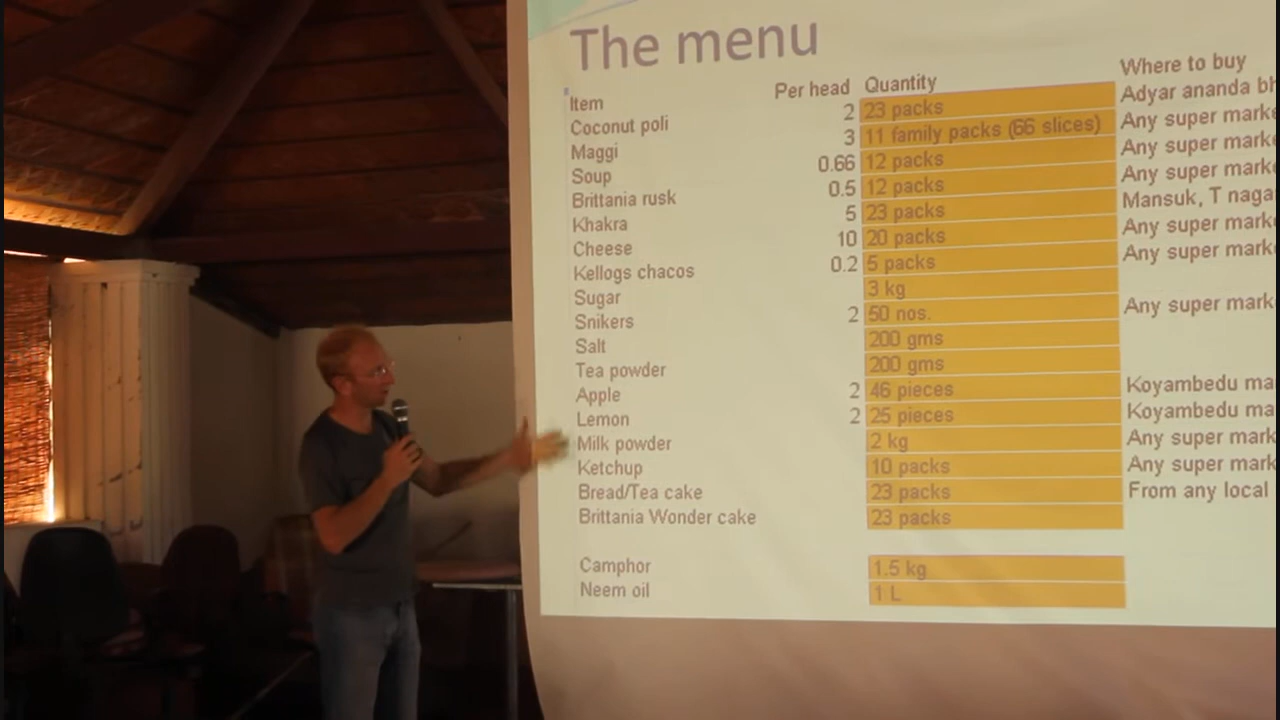 The menu
Item Per head Quantity Where to buy
Coconut poli 2 23 packs Adyar ananda bh
Maggi 3 11 family packs (66 slices) Any super marke
Soup 0.66 12 packs Any super marke
Brittania rusk 0.5 12 packs Any super marke
Khakra 5 23 packs Mansuk, T naga
Cheese 10 20 packs Any super mark
Kellogs chacos 0.2 5 packs Any super mark
Sugar 3 kg
Snikers 2 50 nos. Any super mark
Salt 200 gms
Tea powder 200 gms
Apple 2 46 pieces Koyambedu ma
Lemon 2 25 pieces Koyambedu ma
Milk powder 2 kg Any super mark
Ketchup 10 packs Any super mark
Bread/Tea cake 23 packs From any local
Brittania Wonder cake 23 packs
Camphor 1.5 kg
Neem oil 1 L